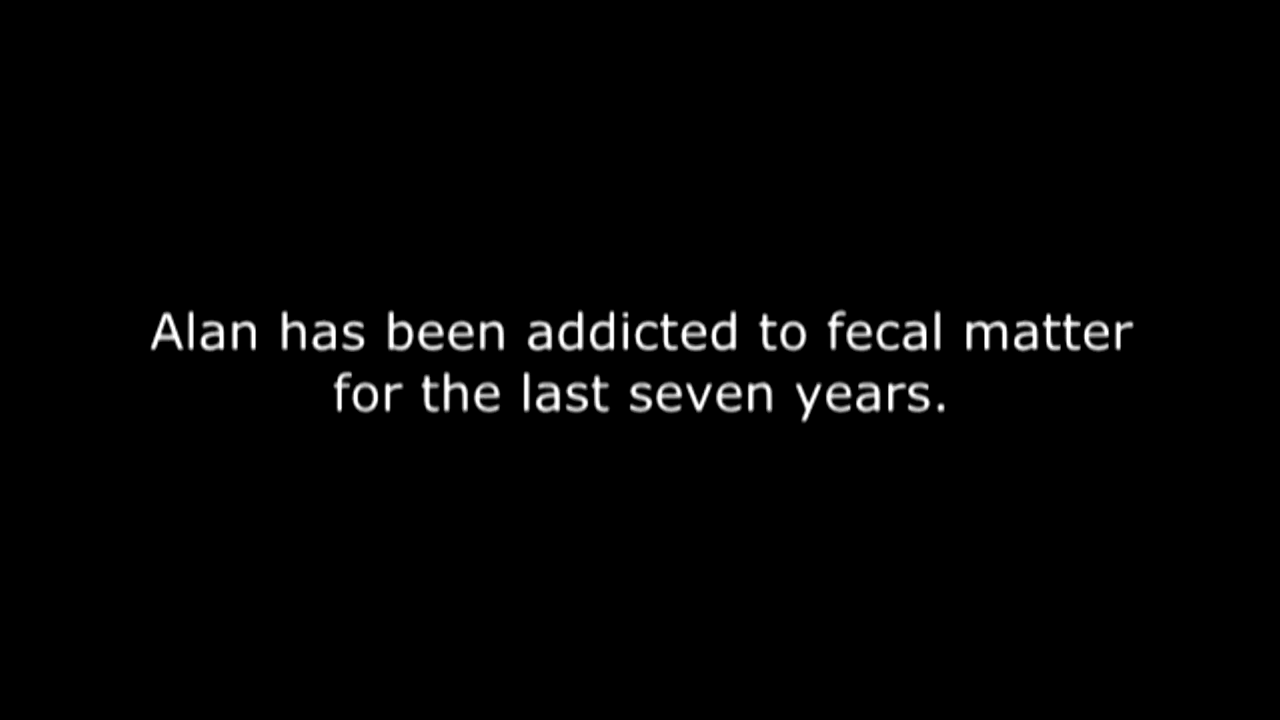 Alan has been addicted to fecal matter
for the last seven years.